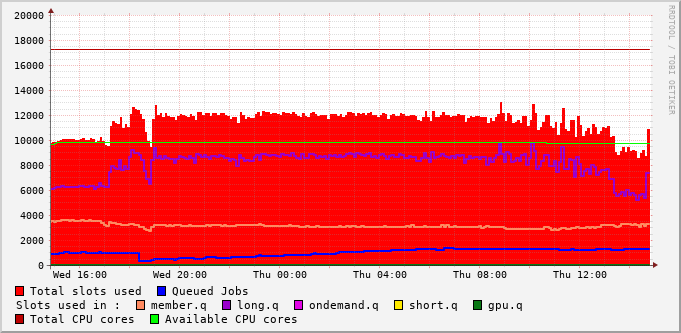 20000
18000
16000
14000
12000
10000
8000
6000
4000
2000
0
Wed 16:00 Wed 20:00 Thu 00:00 Thu 04:00 Thu 08:00 Thu 12:00
Total slots used Queued Jobs
Slots used in : member.q long.q ondemand.q short.q gpu.q
Total CPU cores Available CPU cores
RRDTOOL / TOBI OETIKER